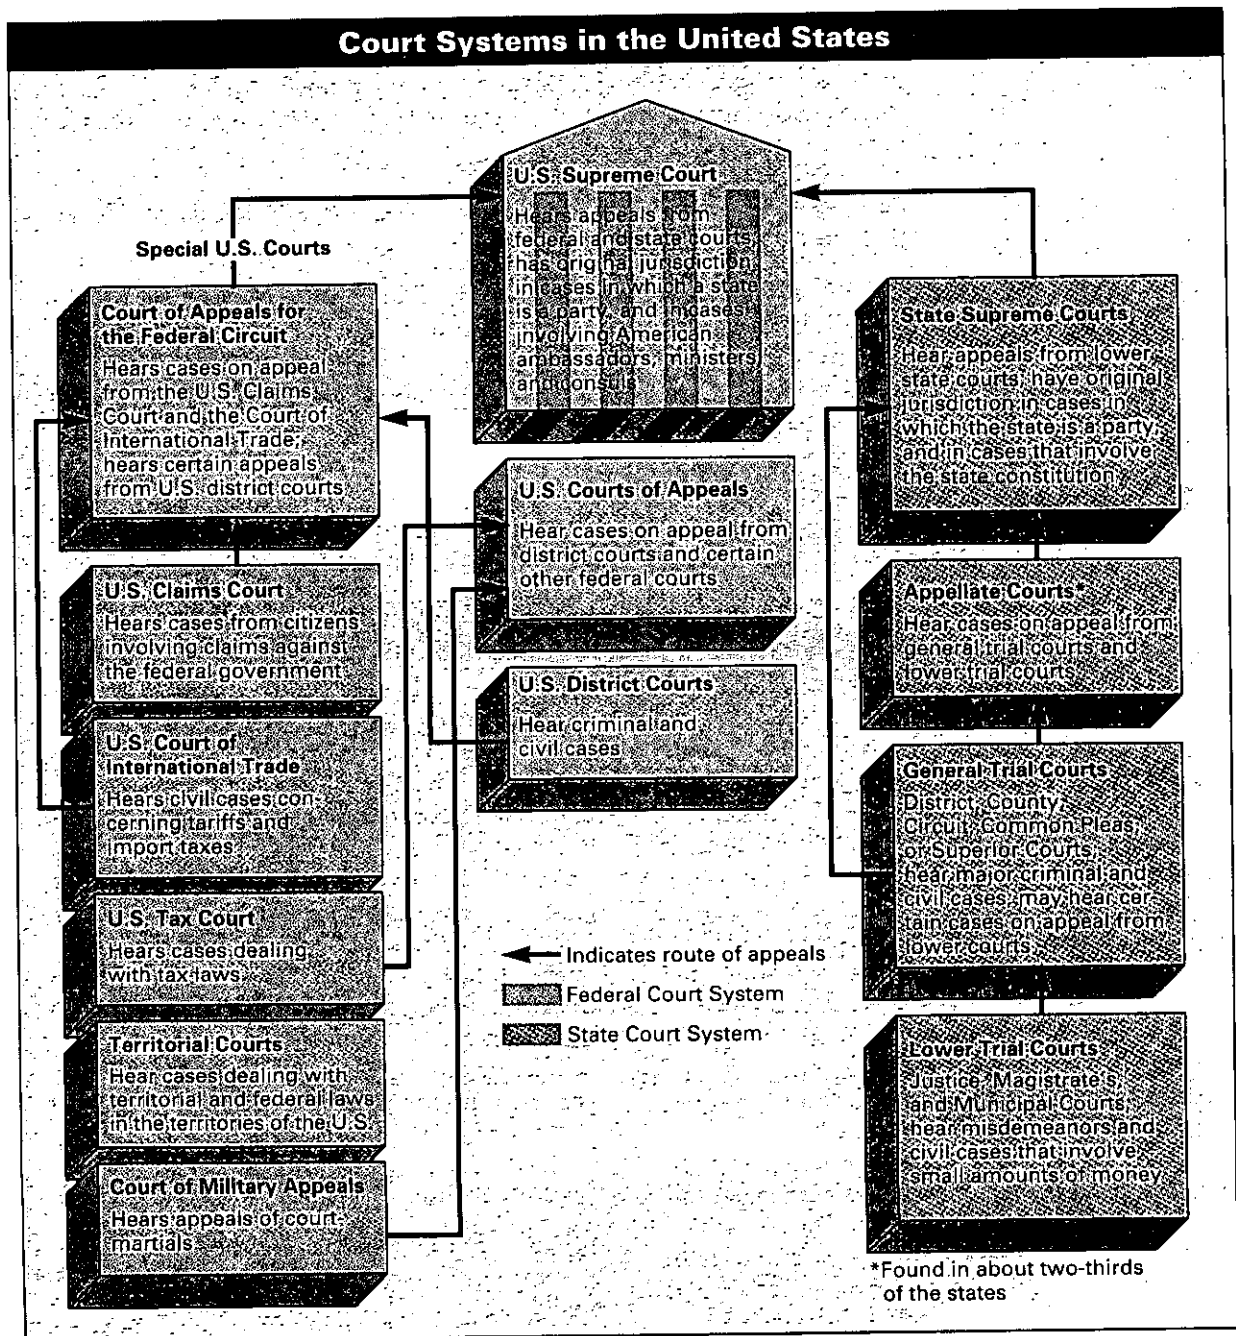 Court Systems in the United States
U.S. Supreme Court
Hears appeals from
federal and state courts,
has original jurisdiction
in cases in which a state
is a party, and in cases
involving American
ambassadors, ministers,
and consuls
Special U.S. Courts
Court of Appeals for
the Federal Circuit
Hears cases on appeal
from the U.S. Claims
Court and the Court of
International Trade;
hears certain appeals
from U.S. district courts
U.S. Claims Court
Hears cases from citizens
involving claims against
the federal government
U.S. Court of
International Trade
Hears civil cases con-
cerning tariffs and
import taxes
U.S. Tax Court
Hears cases dealing
with tax laws
Territorial Courts
Hear cases dealing with
territorial and federal laws
in the territories of the U.S.
Court of Military Appeals
Hears appeals of court-
martials
U.S. Courts of Appeals
Hear cases on appeal from
district courts and certain
other federal courts
U.S. District Courts
Hear criminal and
civil cases
Indicates route of appeals
Federal Court System
State Court System
State Supreme Courts
Hear appeals from lower
state courts; have original
jurisdiction in cases in
which the state is a party,
and in cases that involve
the state constitution
Appellate Courts*
Hear cases on appeal from
general trial courts and
lower trial courts
General Trial Courts
District, County,
Circuit, Common Pleas,
or Superior Courts;
hear major criminal and
civil cases; may hear cer-
tain cases on appeal from
lower courts
Lower Trial Courts
Justice, Magistrate's,
and Municipal Courts;
hear misdemeanors and
civil cases that involve
small amounts of money
*Found in about two-thirds
of the states